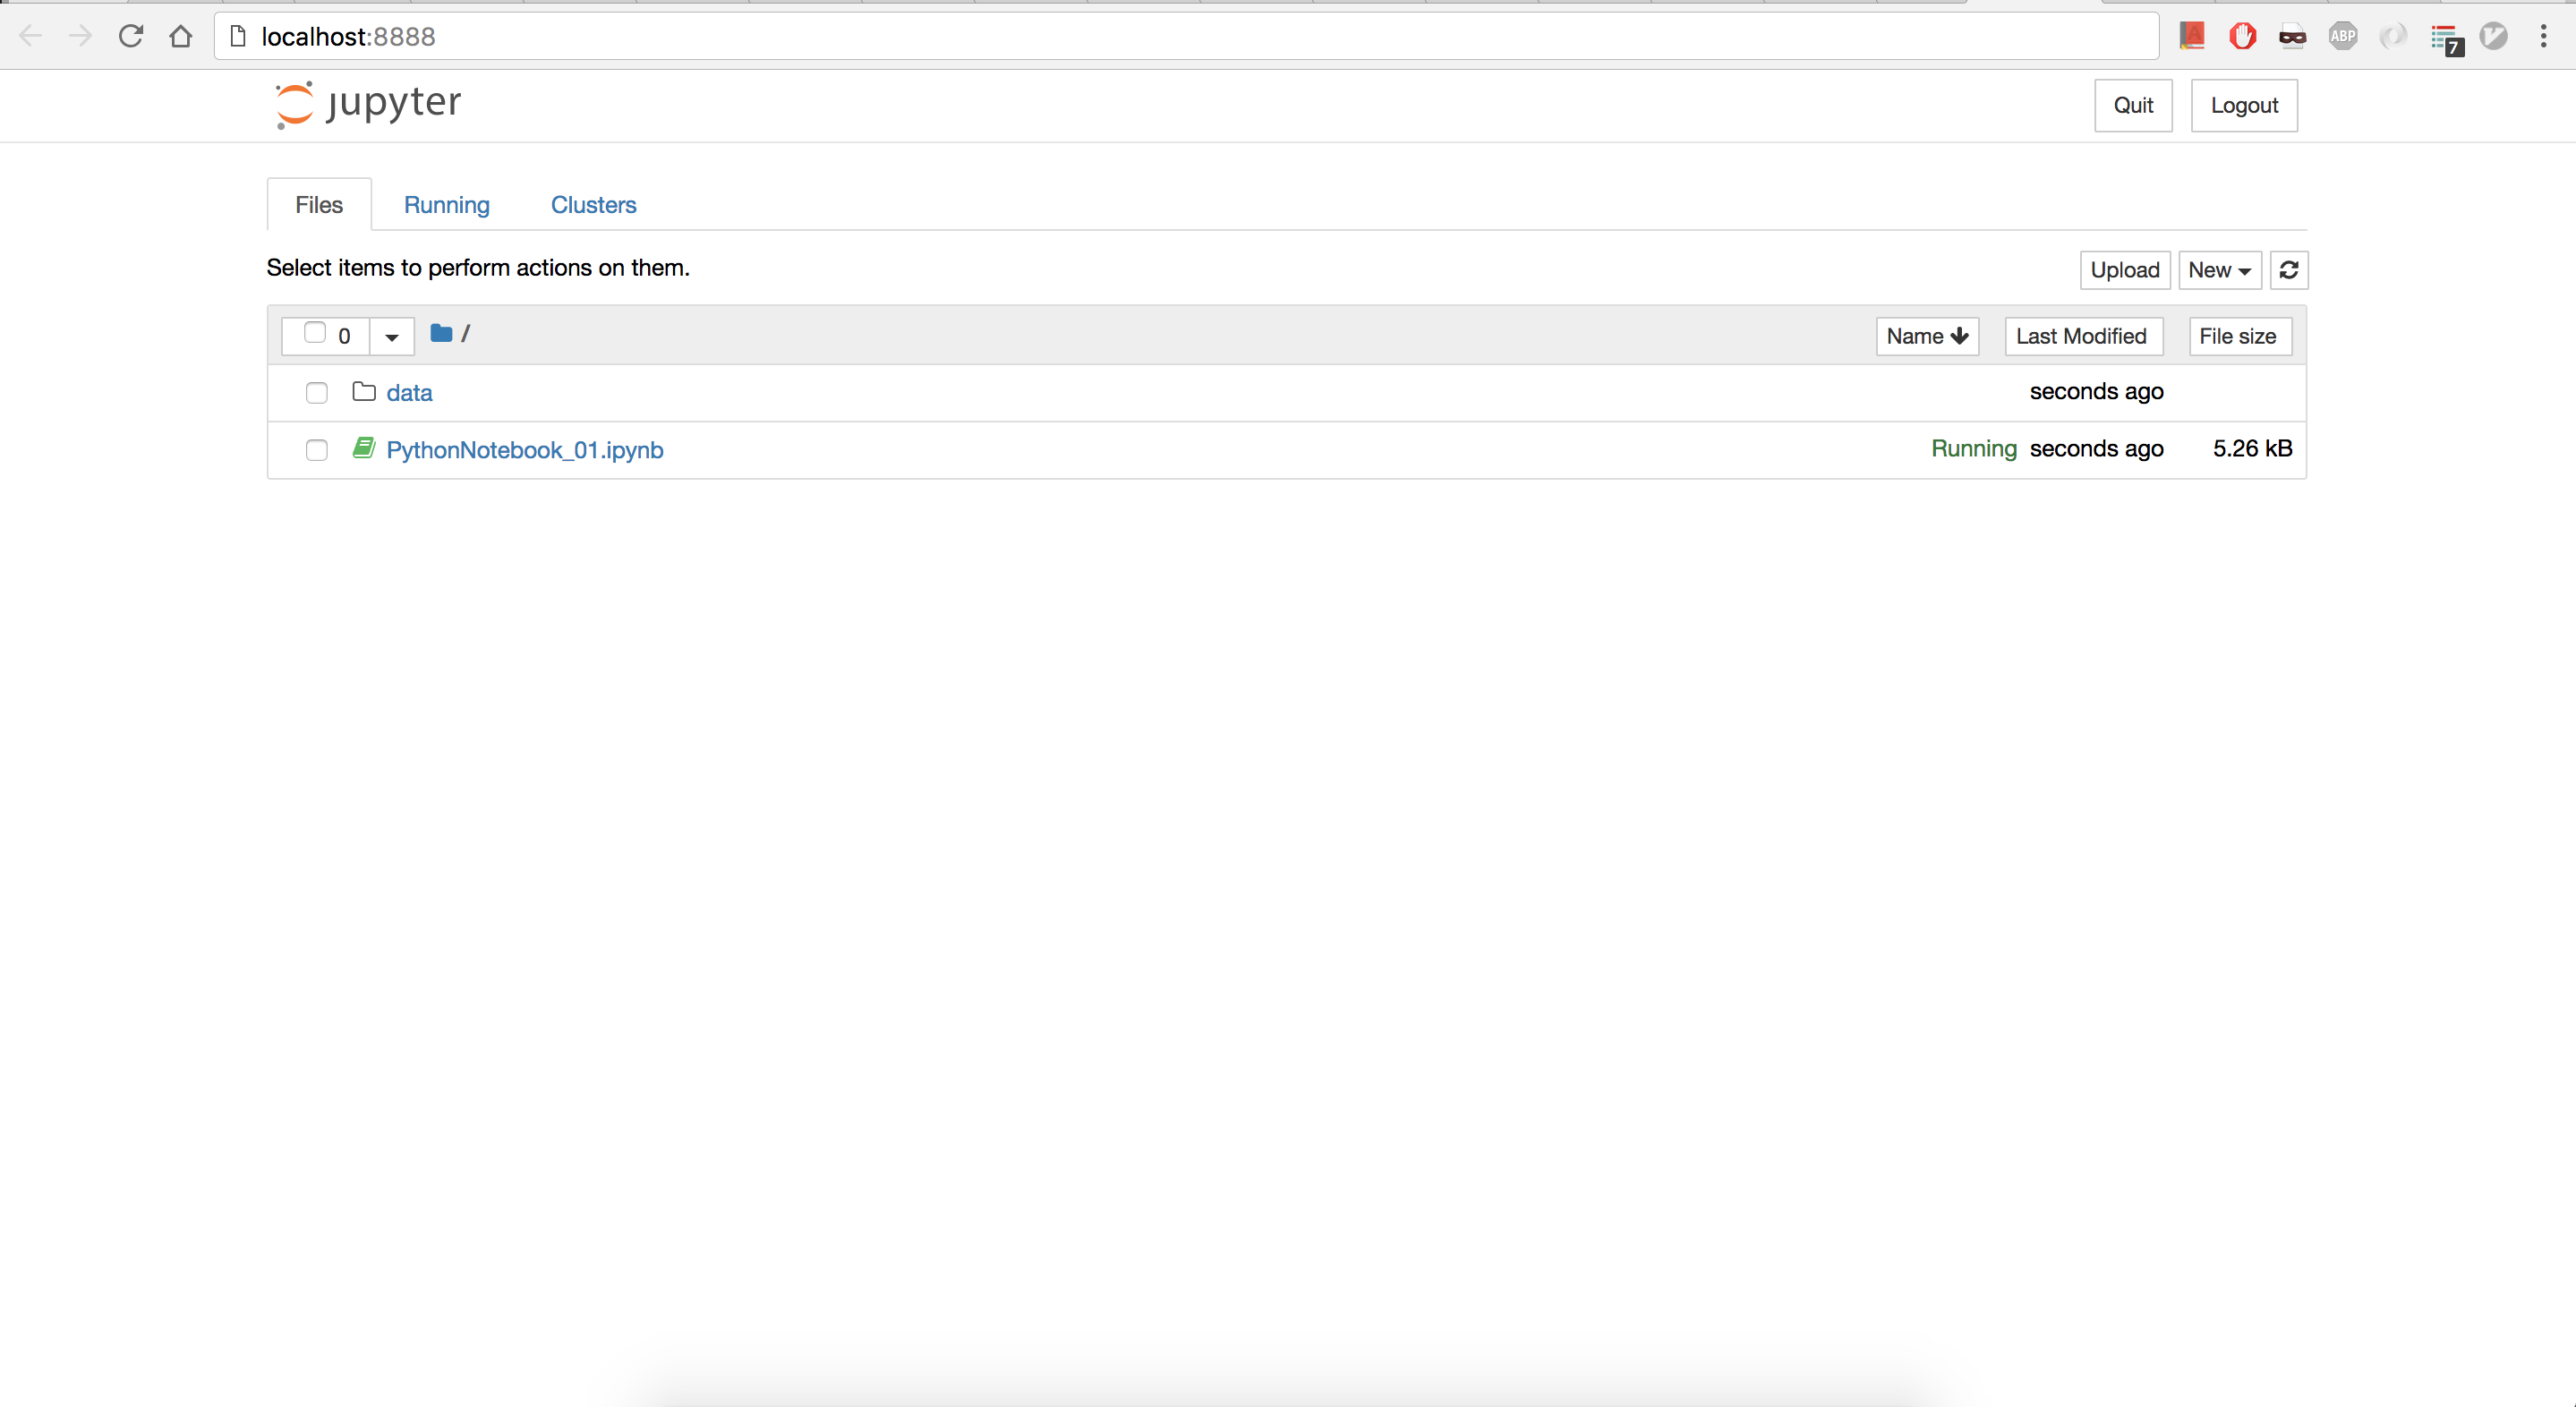 localhost:8888
ABP
7
jupyter
Quit Logout
Files Running Clusters
Select items to perform actions on them.
Upload New
0 / Name Last Modified File size
data seconds ago
PythonNotebook_01.ipynb Running seconds ago 5.26 kB